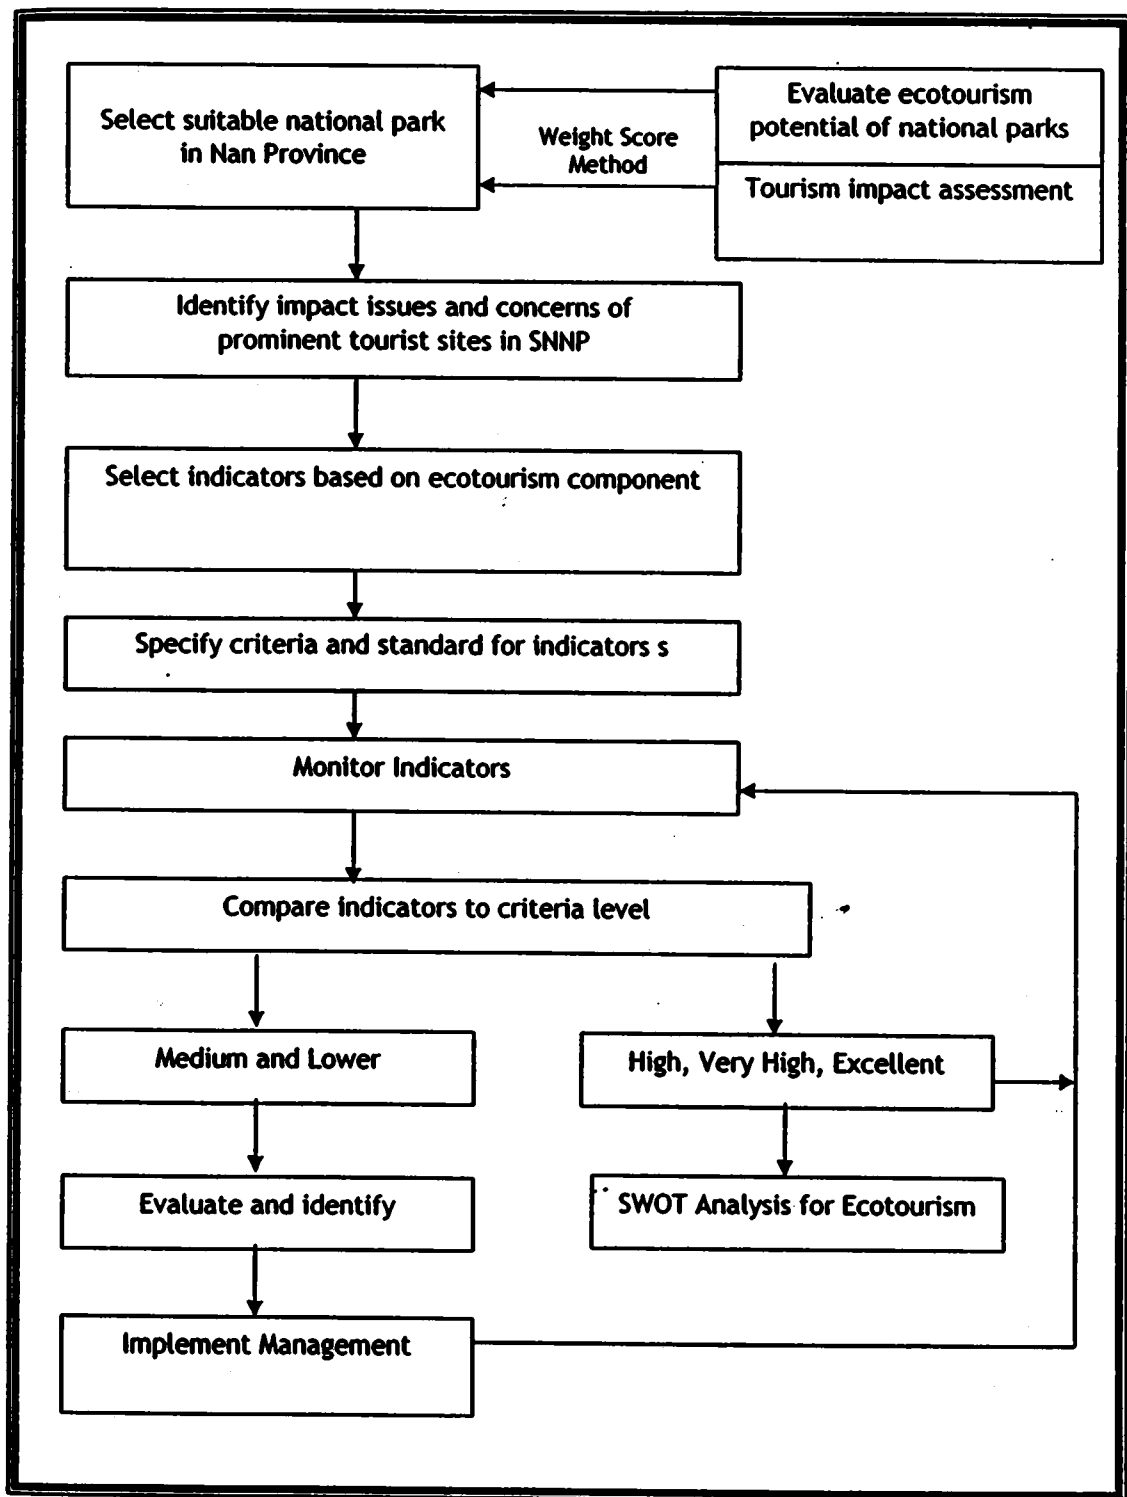 Select suitable national park
in Nan Province
Weight Score
Method
Evaluate ecotourism
potential of national parks
Tourism impact assessment
Identify impact issues and concerns of
prominent tourist sites in SNNP
Select indicators based on ecotourism component
Specify criteria and standard for indicators s
Monitor Indicators
Compare indicators to criteria level
Medium and Lower
High, Very High, Excellent
Evaluate and identify
SWOT Analysis for Ecotourism
Implement Management